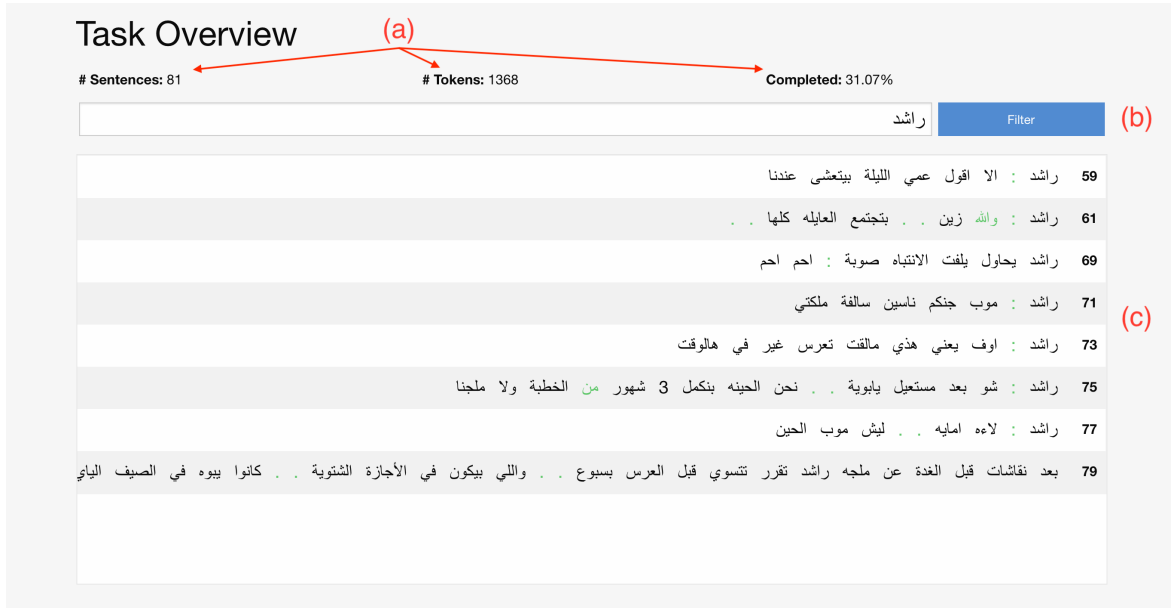 Task Overview
(a)
# Sentences: 81 # Tokens: 1368 Completed: 31.07%
راشد Filter (b)
59 راشد : الا اقول عمي الليلة بيتعشى عندنا
61 راشد : والله زين . . بتجتمع العايله كلها . .
69 راشد يحاول يلفت الانتباه صوبة : احم احم
71 راشد : موب جنكم ناسين سالفة ملكتي
(c)
73 راشد : اوف يعني هذي مالقت تعرس غير في هالوقت
75 راشد : شو بعد مستعيل يابوية . . نحن الحينه بنكمل 3 شهور من الخطبة ولا ملجنا
77 راشد : لاءه امايه . . ليش موب الحين
79 بعد نقاشات قبل الغدة عن ملجه راشد تقرر تتسوي قبل العرس بسبوع . . واللي بيكون في الأجازة الشتوية . . كانوا يبوه في الصيف الياي